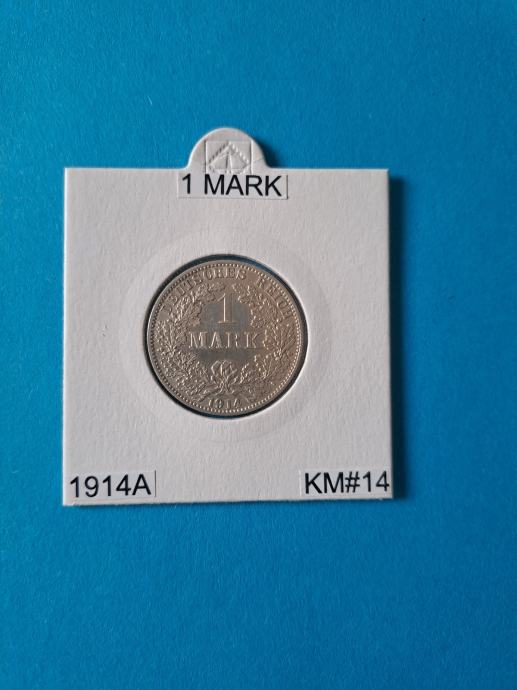 1 MARK
DEUTSCHES REICH
1
MARK
1914
1914A
KM#14